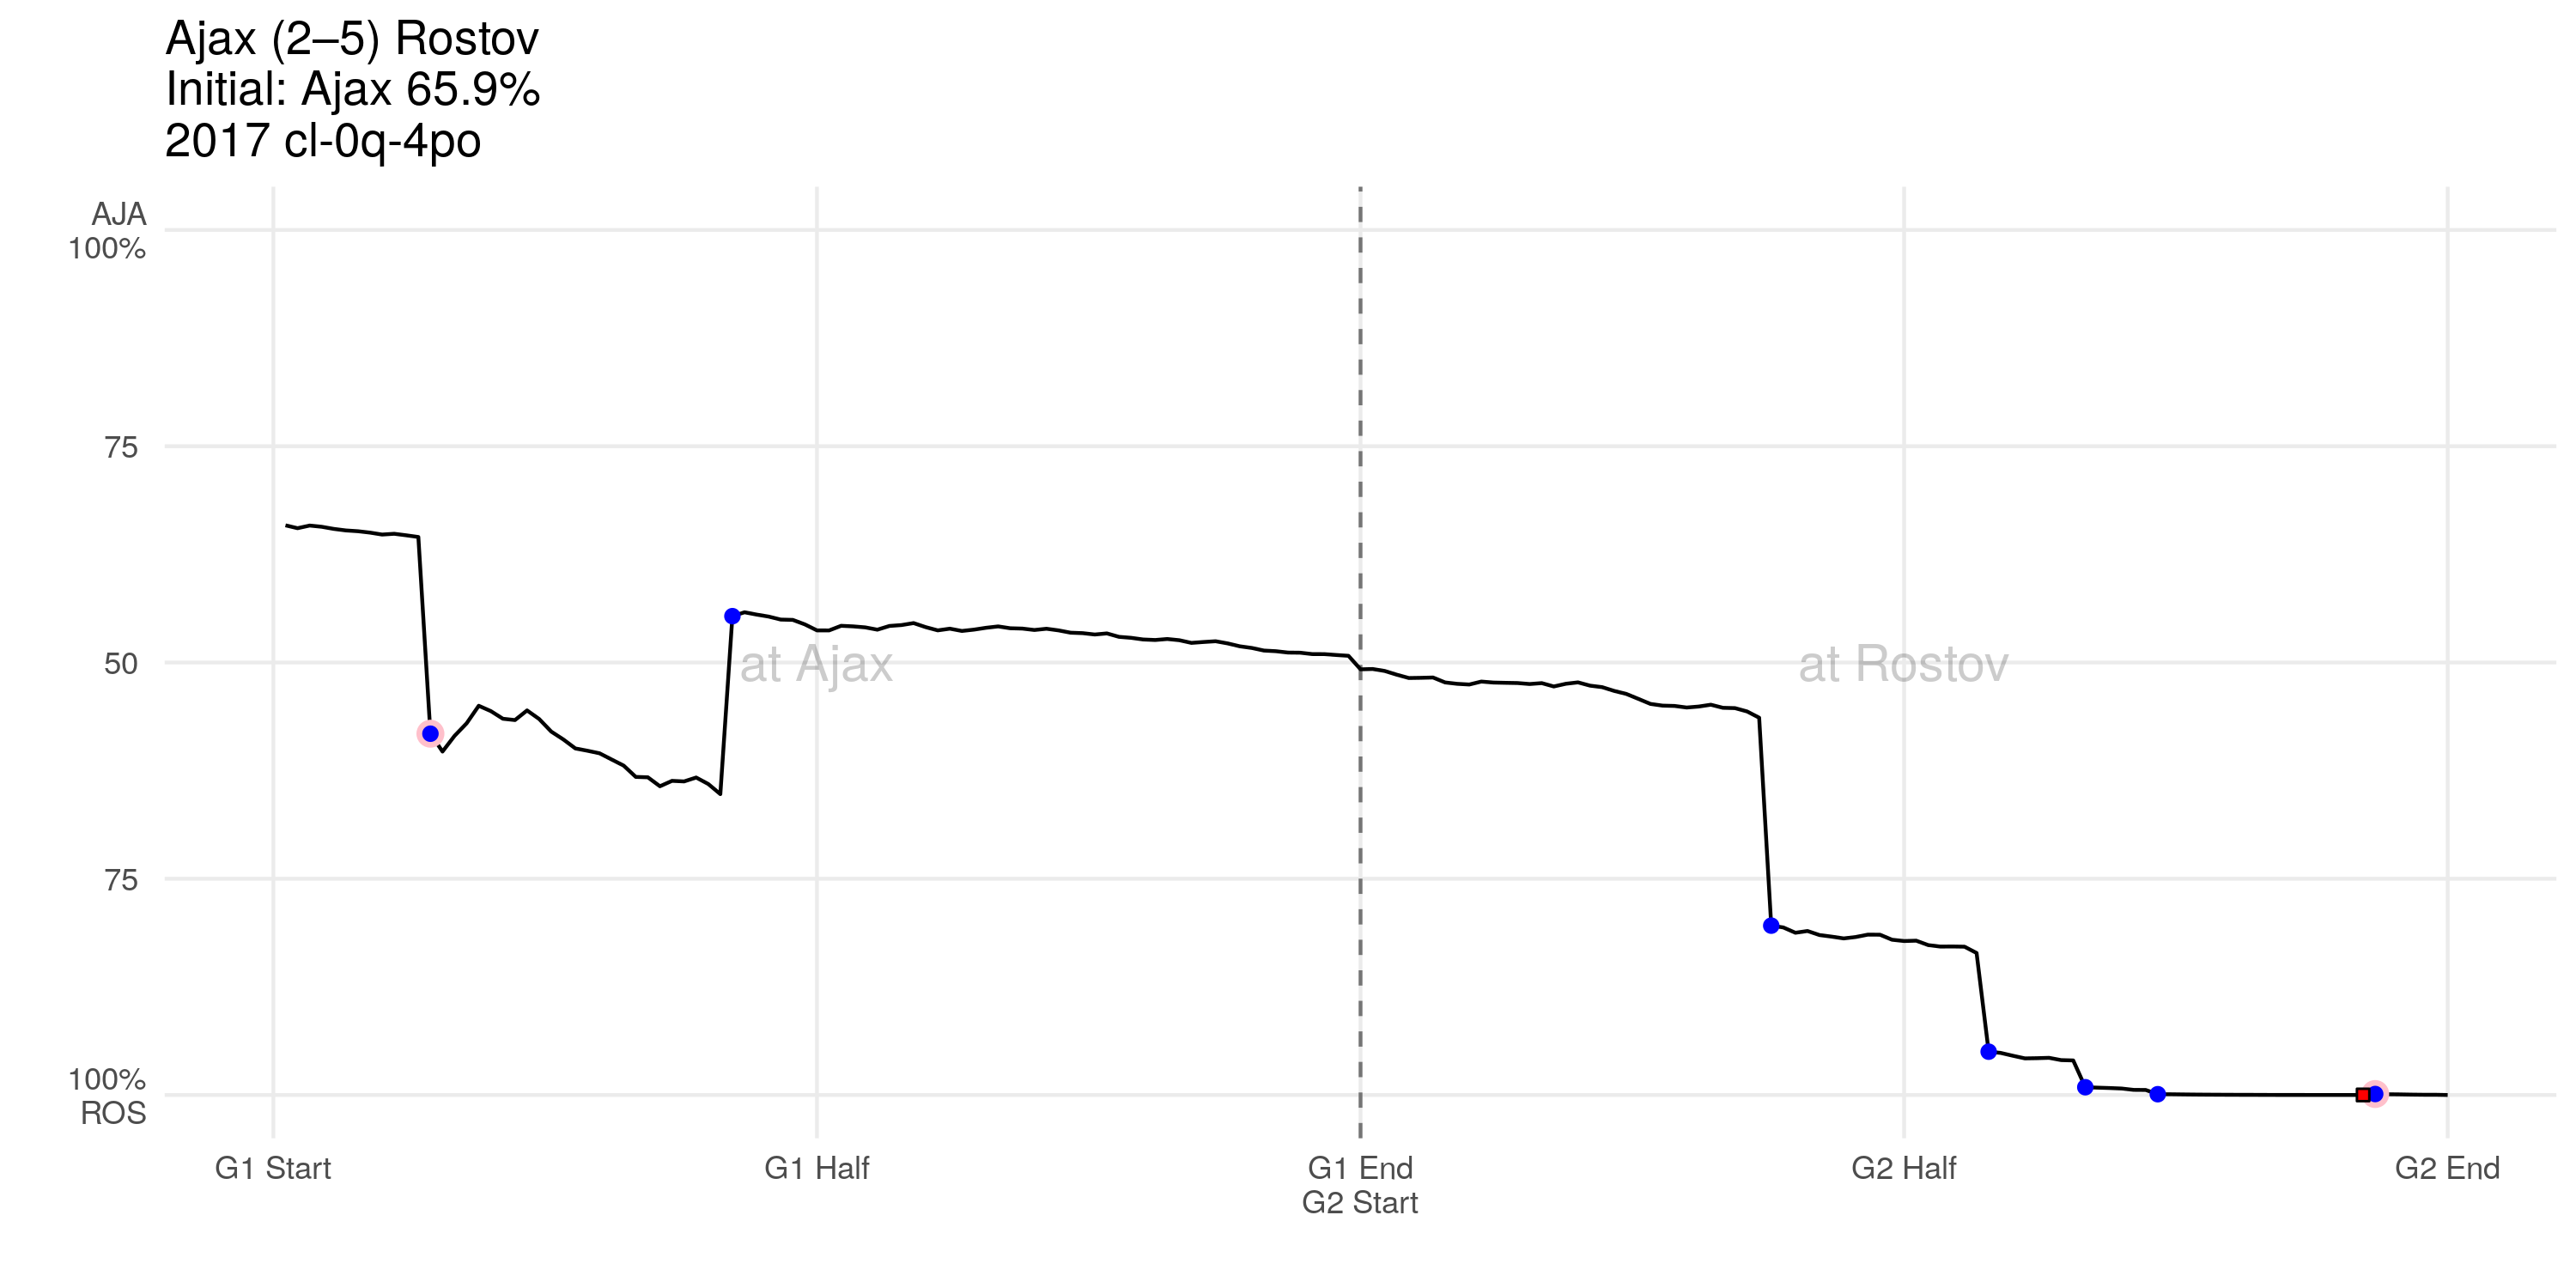 Ajax (2–5) Rostov
Initial: Ajax 65.9%
2017 cl-0q-4po
AJA
100%
75
50
75
100%
ROS
at Ajax
at Rostov
G1 Start
G1 Half
G1 End
G2 Start
G2 Half
G2 End